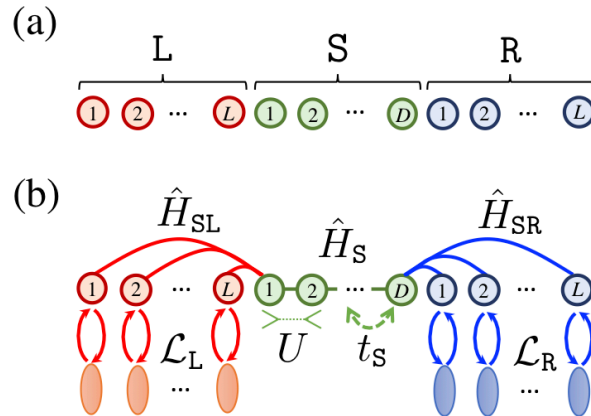 (a)
L S R
1 2 ... L 1 2 ... D 1 2 ... L
(b)
Ĥ_SL Ĥ_S Ĥ_SR
1 2 ... L 1 2 ... D 1 2 ... L
ℒ_L U t_S ℒ_R
... ...